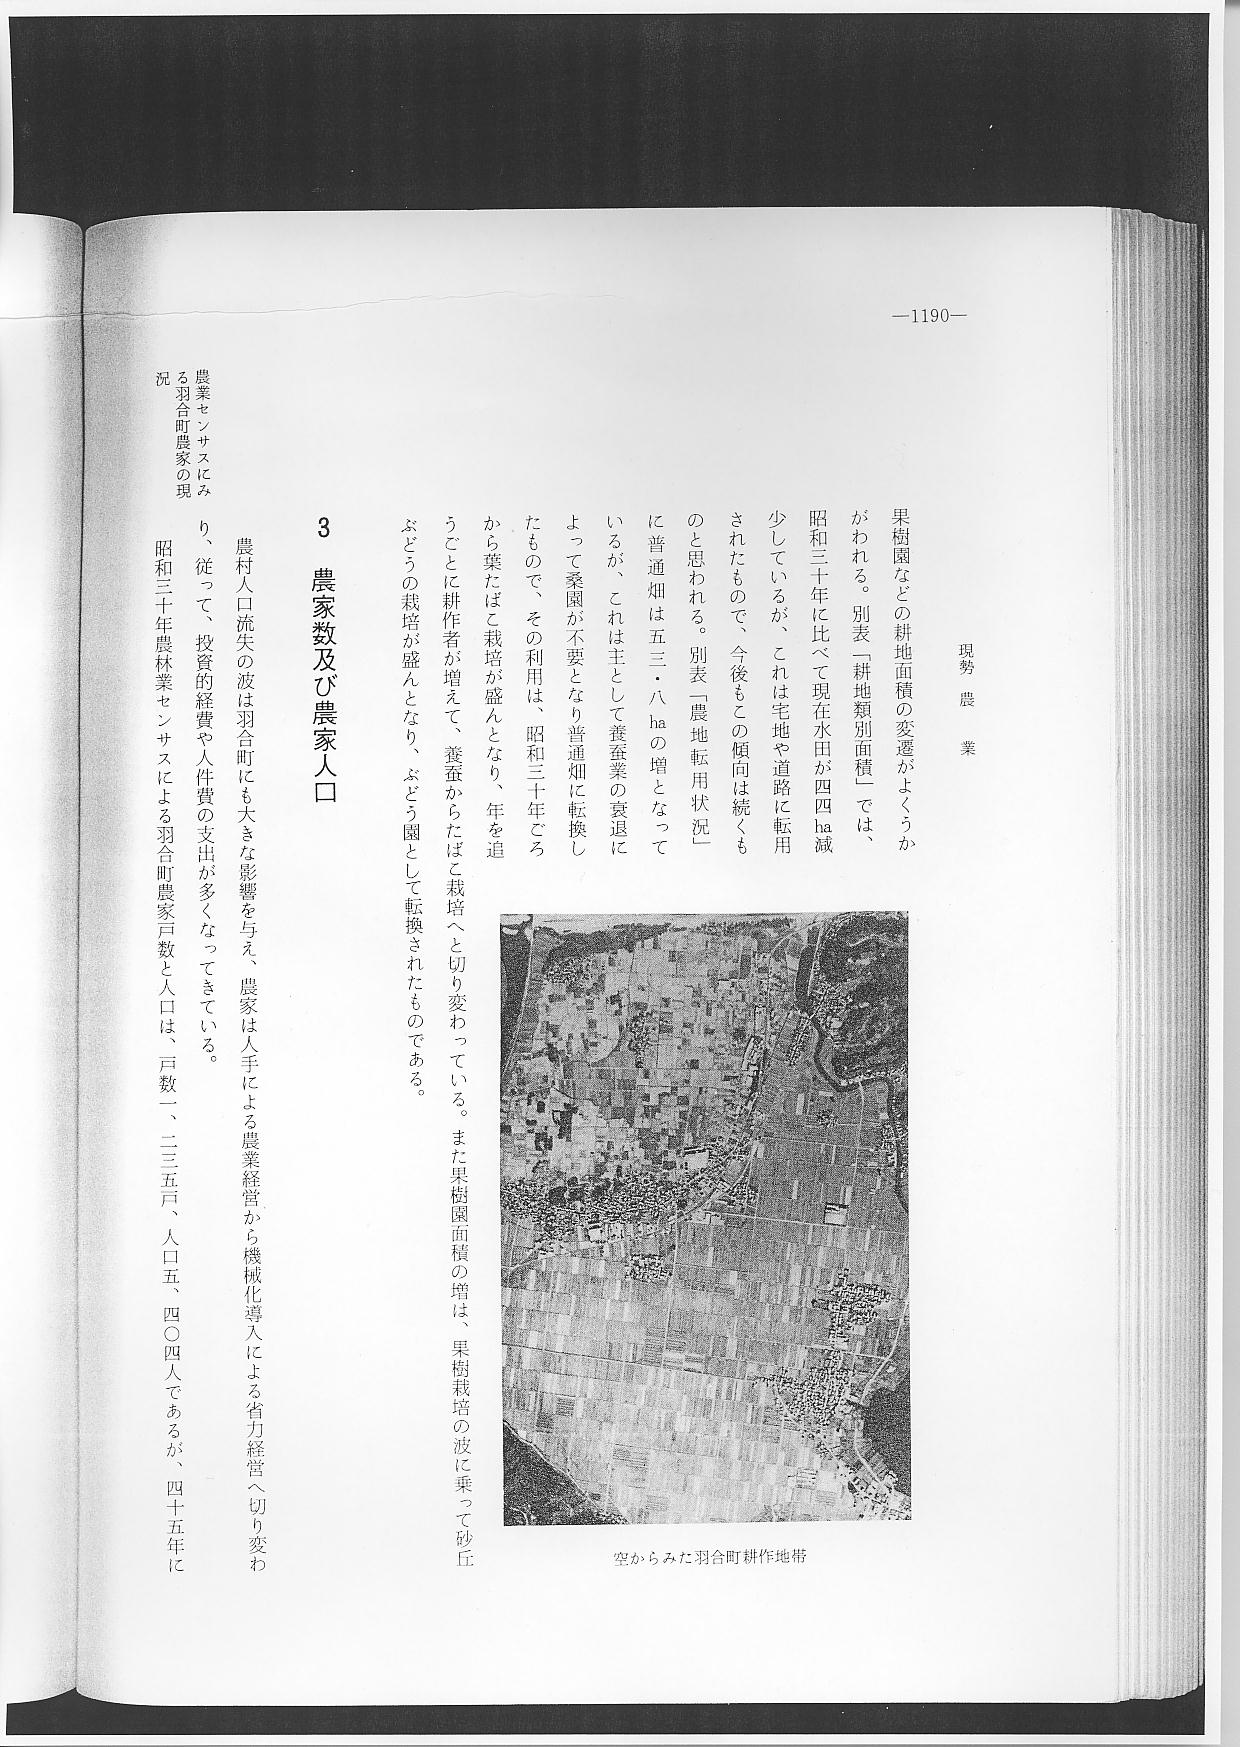 ―1190―
現勢 農 業
果樹園などの耕地面積の変遷がよくうか
がわれる。別表「耕地類別面積」では、
昭和三十年に比べて現在水田が四四ha減
少しているが、これは宅地や道路に転用
されたもので、今後もこの傾向は続くも
のと思われる。別表「農地転用状況」
に普通畑は五三・八haの増となって
いるが、これは主として養蚕業の衰退に
よって桑園が不要となり普通畑に転換し
たもので、その利用は、昭和三十年ごろ
から葉たばこ栽培が盛んとなり、年を追
うごとに耕作者が増えて、養蚕からたばこ栽培へと切り変わっている。また果樹園面積の増は、果樹栽培の波に乗って砂丘
ぶどうの栽培が盛んとなり、ぶどう園として転換されたものである。
空からみた羽合町耕作地帯
3 農家数及び農家人口
農村人口流失の波は羽合町にも大きな影響を与え、農家は人手による農業経営から機械化導入による省力経営へ切り変わ
り、従って、投資的経費や人件費の支出が多くなってきている。
農業センサスにみ
る羽合町農家の現
況
昭和三十年農林業センサスによる羽合町農家戸数と人口は、戸数一、二三五戸、人口五、四〇四人であるが、四十五年に